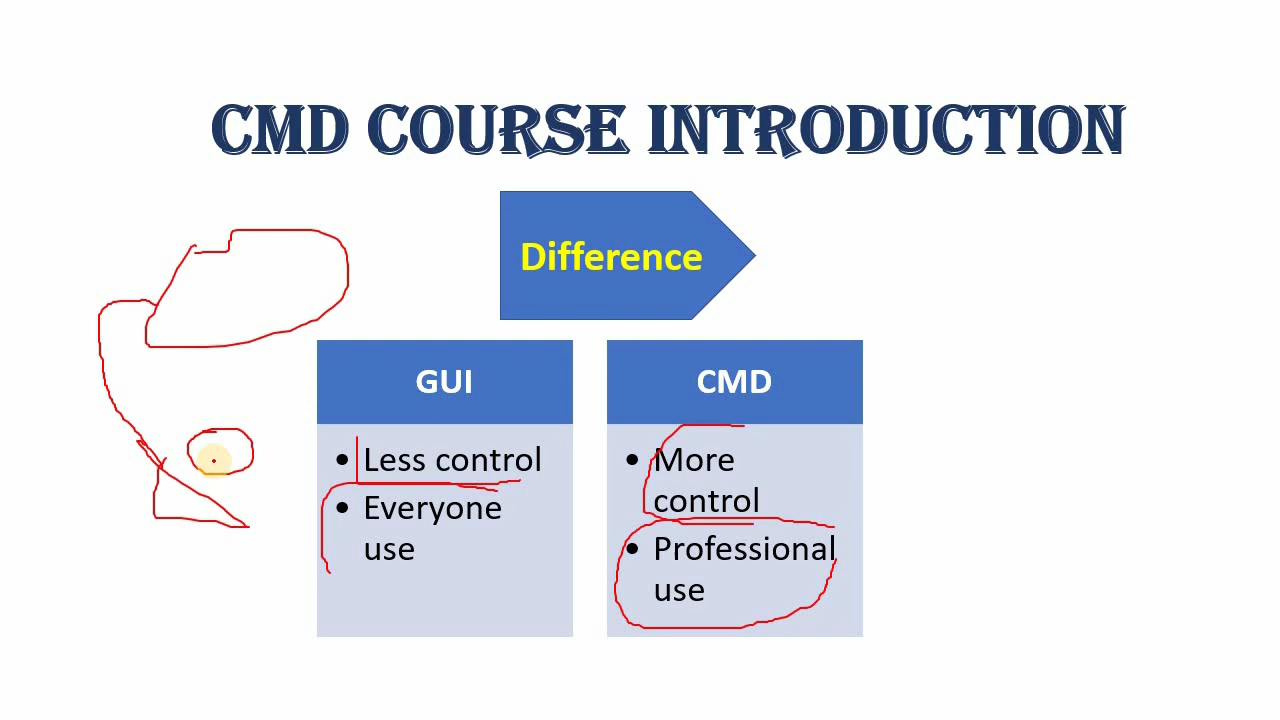 CMD COURSE INTRODUCTION
Difference
GUI
• Less control
• Everyone
use
CMD
• More
control
• Professional
use